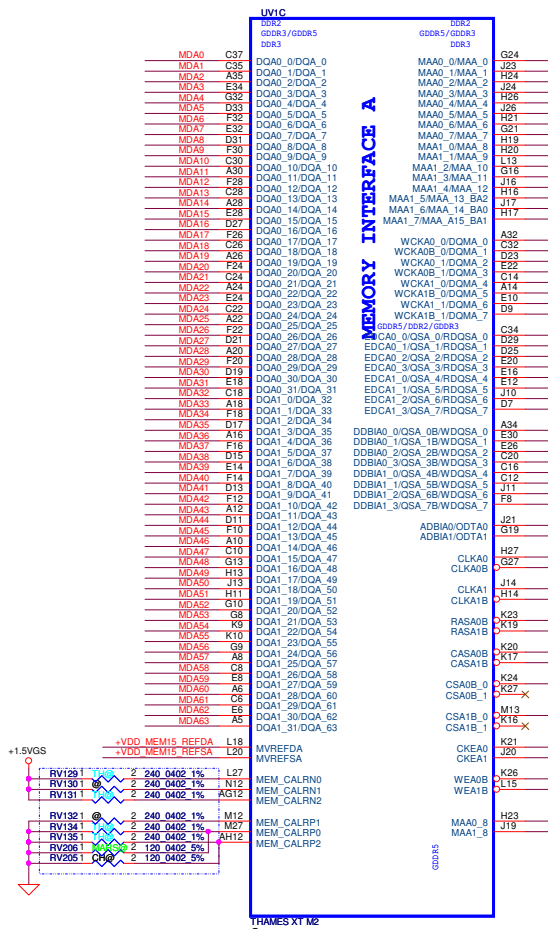 UV1C
DDR2
GDDR3/GDDR5
DDR3
DDR2
GDDR5/GDDR3
DDR3
MEMORY INTERFACE A
MDA0 C37 DQA0_0/DQA_0
MDA1 C35 DQA0_1/DQA_1
MDA2 A35 DQA0_2/DQA_2
MDA3 E34 DQA0_3/DQA_3
MDA4 G32 DQA0_4/DQA_4
MDA5 D33 DQA0_5/DQA_5
MDA6 F32 DQA0_6/DQA_6
MDA7 E32 DQA0_7/DQA_7
MDA8 D31 DQA0_8/DQA_8
MDA9 F30 DQA0_9/DQA_9
MDA10 C30 DQA0_10/DQA_10
MDA11 A30 DQA0_11/DQA_11
MDA12 F28 DQA0_12/DQA_12
MDA13 C28 DQA0_13/DQA_13
MDA14 A28 DQA0_14/DQA_14
MDA15 E28 DQA0_15/DQA_15
MDA16 D27 DQA0_16/DQA_16
MDA17 F26 DQA0_17/DQA_17
MDA18 C26 DQA0_18/DQA_18
MDA19 A26 DQA0_19/DQA_19
MDA20 F24 DQA0_20/DQA_20
MDA21 C24 DQA0_21/DQA_21
MDA22 A24 DQA0_22/DQA_22
MDA23 E24 DQA0_23/DQA_23
MDA24 C22 DQA0_24/DQA_24
MDA25 A22 DQA0_25/DQA_25
MDA26 F22 DQA0_26/DQA_26
MDA27 D21 DQA0_27/DQA_27
MDA28 A20 DQA0_28/DQA_28
MDA29 F20 DQA0_29/DQA_29
MDA30 D19 DQA0_30/DQA_30
MDA31 E18 DQA0_31/DQA_31
MDA32 C18 DQA1_0/DQA_32
MDA33 A18 DQA1_1/DQA_33
MDA34 F18 DQA1_2/DQA_34
MDA35 D17 DQA1_3/DQA_35
MDA36 A16 DQA1_4/DQA_36
MDA37 F16 DQA1_5/DQA_37
MDA38 D15 DQA1_6/DQA_38
MDA39 E14 DQA1_7/DQA_39
MDA40 F14 DQA1_8/DQA_40
MDA41 D13 DQA1_9/DQA_41
MDA42 F12 DQA1_10/DQA_42
MDA43 A12 DQA1_11/DQA_43
MDA44 D11 DQA1_12/DQA_44
MDA45 F10 DQA1_13/DQA_45
MDA46 A10 DQA1_14/DQA_46
MDA47 C10 DQA1_15/DQA_47
MDA48 G13 DQA1_16/DQA_48
MDA49 H13 DQA1_17/DQA_49
MDA50 J13 DQA1_18/DQA_50
MDA51 H11 DQA1_19/DQA_51
MDA52 G10 DQA1_20/DQA_52
MDA53 G8 DQA1_21/DQA_53
MDA54 K9 DQA1_22/DQA_54
MDA55 K10 DQA1_23/DQA_55
MDA56 G9 DQA1_24/DQA_56
MDA57 A8 DQA1_25/DQA_57
MDA58 C8 DQA1_26/DQA_58
MDA59 E8 DQA1_27/DQA_59
MDA60 A6 DQA1_28/DQA_60
MDA61 C6 DQA1_29/DQA_61
MDA62 E6 DQA1_30/DQA_62
MDA63 A5 DQA1_31/DQA_63
+VDD_MEM15_REFDA L18 MVREFDA
+VDD_MEM15_REFSA L20 MVREFSA
+1.5VGS
RV129 1 TH@ 2 240_0402_1% L27 MEM_CALRN0
RV130 1 @ 2 240_0402_1% N12 MEM_CALRN1
RV131 1 2 240_0402_1% AG12 MEM_CALRN2
RV132 1 @ 2 240_0402_1% M12 MEM_CALRP1
RV134 1 TH@ 2 240_0402_1% M27 MEM_CALRP0
RV135 1 2 240_0402_1% AH12 MEM_CALRP2
RV206 1 MARS@ 2 120_0402_5%
RV205 1 CH@ 2 120_0402_5%
MAA0_0/MAA_0 G24
MAA0_1/MAA_1 J23
MAA0_2/MAA_2 H24
MAA0_3/MAA_3 J24
MAA0_4/MAA_4 H26
MAA0_5/MAA_5 J26
MAA0_6/MAA_6 H21
MAA0_7/MAA_7 G21
MAA1_0/MAA_8 H19
MAA1_1/MAA_9 H20
MAA1_2/MAA_10 L13
MAA1_3/MAA_11 G16
MAA1_4/MAA_12 J16
MAA1_5/MAA_13_BA2 H16
MAA1_6/MAA_14_BA0 J17
MAA1_7/MAA_A15_BA1 H17
WCKA0_0/DQMA_0 A32
WCKA0B_0/DQMA_1 C32
WCKA0_1/DQMA_2 D23
WCKA0B_1/DQMA_3 E22
WCKA1_0/DQMA_4 C14
WCKA1B_0/DQMA_5 A14
WCKA1_1/DQMA_6 E10
WCKA1B_1/DQMA_7 D9
GDDR5/DDR2/GDDR3
EDCA0_0/QSA_0/RDQSA_0 C34
EDCA0_1/QSA_1/RDQSA_1 D29
EDCA0_2/QSA_2/RDQSA_2 D25
EDCA0_3/QSA_3/RDQSA_3 E20
EDCA1_0/QSA_4/RDQSA_4 E16
EDCA1_1/QSA_5/RDQSA_5 E12
EDCA1_2/QSA_6/RDQSA_6 J10
EDCA1_3/QSA_7/RDQSA_7 D7
DDBIA0_0/QSA_0B/WDQSA_0 A34
DDBIA0_1/QSA_1B/WDQSA_1 E30
DDBIA0_2/QSA_2B/WDQSA_2 E26
DDBIA0_3/QSA_3B/WDQSA_3 C20
DDBIA1_0/QSA_4B/WDQSA_4 C16
DDBIA1_1/QSA_5B/WDQSA_5 C12
DDBIA1_2/QSA_6B/WDQSA_6 J11
DDBIA1_3/QSA_7B/WDQSA_7 F8
ADBIA0/ODTA0 J21
ADBIA1/ODTA1 G19
CLKA0 H27
CLKA0B G27
CLKA1 J14
CLKA1B H14
RASA0B K23
RASA1B K19
CASA0B K20
CASA1B K17
CSA0B_0 K24
CSA0B_1 K27
CSA1B_0 M13
CSA1B_1 K16
CKEA0 K21
CKEA1 J20
WEA0B K26
WEA1B L15
MAA0_8 H23
MAA1_8 J19
GDDR5
THAMES XT M2